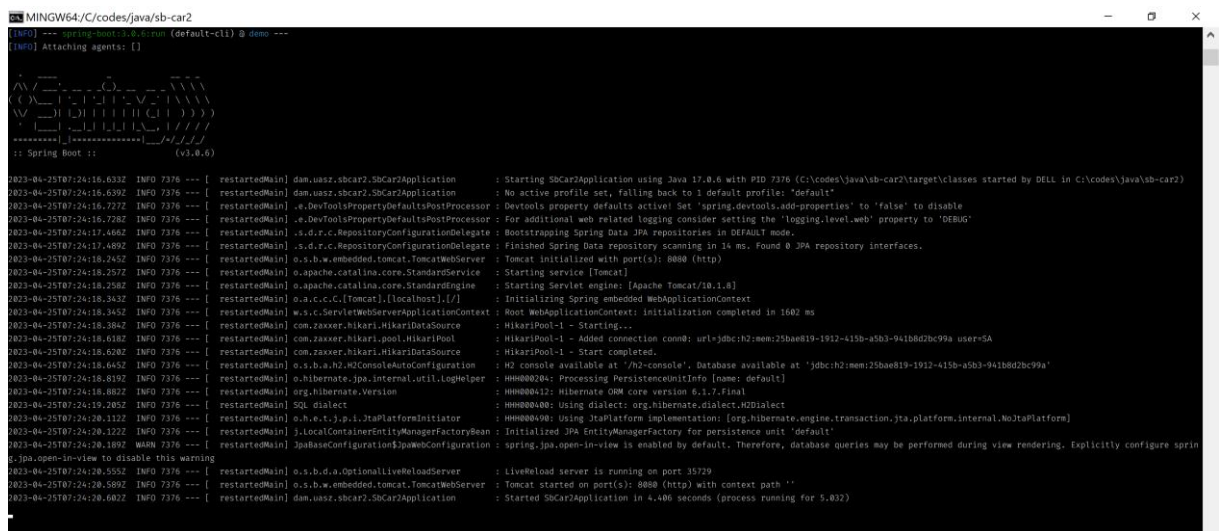 MINGW64:/C/codes/java/sb-car2
[INFO] --- spring-boot:3.0.6:run (default-cli) @ demo ---
[INFO] Attaching agents: []
:: Spring Boot ::                (v3.0.6)
2023-04-25T07:24:16.633Z  INFO 7376 --- [  restartedMain] dam.uasz.sbcar2.SbCar2Application        : Starting SbCar2Application using Java 17.0.6 with PID 7376 (C:\codes\java\sb-car2\target\classes started by DELL in C:\codes\java\sb-car2)
2023-04-25T07:24:16.639Z  INFO 7376 --- [  restartedMain] dam.uasz.sbcar2.SbCar2Application        : No active profile set, falling back to 1 default profile: "default"
2023-04-25T07:24:16.727Z  INFO 7376 --- [  restartedMain] .e.DevToolsPropertyDefaultsPostProcessor : Devtools property defaults active! Set 'spring.devtools.add-properties' to 'false' to disable
2023-04-25T07:24:16.728Z  INFO 7376 --- [  restartedMain] .e.DevToolsPropertyDefaultsPostProcessor : For additional web related logging consider setting the 'logging.level.web' property to 'DEBUG'
2023-04-25T07:24:17.466Z  INFO 7376 --- [  restartedMain] .s.d.r.c.RepositoryConfigurationDelegate : Bootstrapping Spring Data JPA repositories in DEFAULT mode.
2023-04-25T07:24:17.489Z  INFO 7376 --- [  restartedMain] .s.d.r.c.RepositoryConfigurationDelegate : Finished Spring Data repository scanning in 14 ms. Found 0 JPA repository interfaces.
2023-04-25T07:24:18.245Z  INFO 7376 --- [  restartedMain] o.s.b.w.embedded.tomcat.TomcatWebServer  : Tomcat initialized with port(s): 8080 (http)
2023-04-25T07:24:18.257Z  INFO 7376 --- [  restartedMain] o.apache.catalina.core.StandardService   : Starting service [Tomcat]
2023-04-25T07:24:18.258Z  INFO 7376 --- [  restartedMain] o.apache.catalina.core.StandardEngine    : Starting Servlet engine: [Apache Tomcat/10.1.8]
2023-04-25T07:24:18.343Z  INFO 7376 --- [  restartedMain] o.a.c.c.C.[Tomcat].[localhost].[/]       : Initializing Spring embedded WebApplicationContext
2023-04-25T07:24:18.345Z  INFO 7376 --- [  restartedMain] w.s.c.ServletWebServerApplicationContext : Root WebApplicationContext: initialization completed in 1602 ms
2023-04-25T07:24:18.384Z  INFO 7376 --- [  restartedMain] com.zaxxer.hikari.HikariDataSource       : HikariPool-1 - Starting...
2023-04-25T07:24:18.618Z  INFO 7376 --- [  restartedMain] com.zaxxer.hikari.pool.HikariPool        : HikariPool-1 - Added connection conn0: url=jdbc:h2:mem:25bae819-1912-415b-a5b3-941b8d2bc99a user=SA
2023-04-25T07:24:18.620Z  INFO 7376 --- [  restartedMain] com.zaxxer.hikari.HikariDataSource       : HikariPool-1 - Start completed.
2023-04-25T07:24:18.645Z  INFO 7376 --- [  restartedMain] o.s.b.a.h2.H2ConsoleAutoConfiguration    : H2 console available at '/h2-console'. Database available at 'jdbc:h2:mem:25bae819-1912-415b-a5b3-941b8d2bc99a'
2023-04-25T07:24:18.819Z  INFO 7376 --- [  restartedMain] o.hibernate.jpa.internal.util.LogHelper  : HHH000204: Processing PersistenceUnitInfo [name: default]
2023-04-25T07:24:18.882Z  INFO 7376 --- [  restartedMain] org.hibernate.Version                    : HHH000412: Hibernate ORM core version 6.1.7.Final
2023-04-25T07:24:19.205Z  INFO 7376 --- [  restartedMain] SQL dialect                              : HHH000400: Using dialect: org.hibernate.dialect.H2Dialect
2023-04-25T07:24:20.112Z  INFO 7376 --- [  restartedMain] o.h.e.t.j.p.i.JtaPlatformInitiator       : HHH000490: Using JtaPlatform implementation: [org.hibernate.engine.transaction.jta.platform.internal.NoJtaPlatform]
2023-04-25T07:24:20.122Z  INFO 7376 --- [  restartedMain] j.LocalContainerEntityManagerFactoryBean : Initialized JPA EntityManagerFactory for persistence unit 'default'
2023-04-25T07:24:20.189Z  WARN 7376 --- [  restartedMain] JpaBaseConfiguration$JpaWebConfiguration : spring.jpa.open-in-view is enabled by default. Therefore, database queries may be performed during view rendering. Explicitly configure sprin
g.jpa.open-in-view to disable this warning
2023-04-25T07:24:20.555Z  INFO 7376 --- [  restartedMain] o.s.b.d.a.OptionalLiveReloadServer       : LiveReload server is running on port 35729
2023-04-25T07:24:20.589Z  INFO 7376 --- [  restartedMain] o.s.b.w.embedded.tomcat.TomcatWebServer  : Tomcat started on port(s): 8080 (http) with context path ''
2023-04-25T07:24:20.602Z  INFO 7376 --- [  restartedMain] dam.uasz.sbcar2.SbCar2Application        : Started SbCar2Application in 4.406 seconds (process running for 5.032)